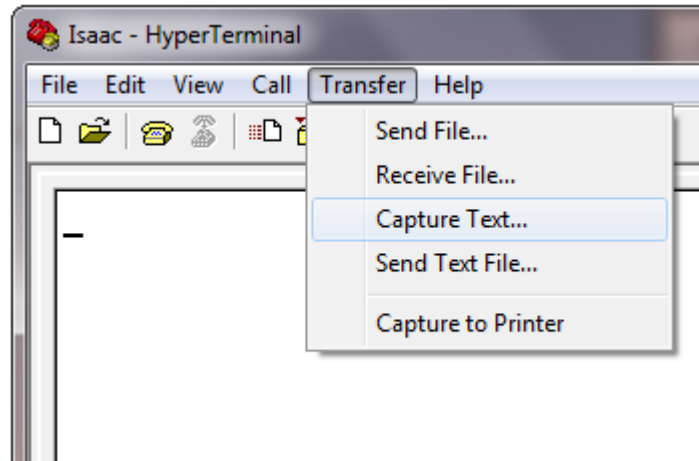 Isaac - HyperTerminal
File Edit View Call Transfer Help
Send File...
Receive File...
Capture Text...
Send Text File...
Capture to Printer